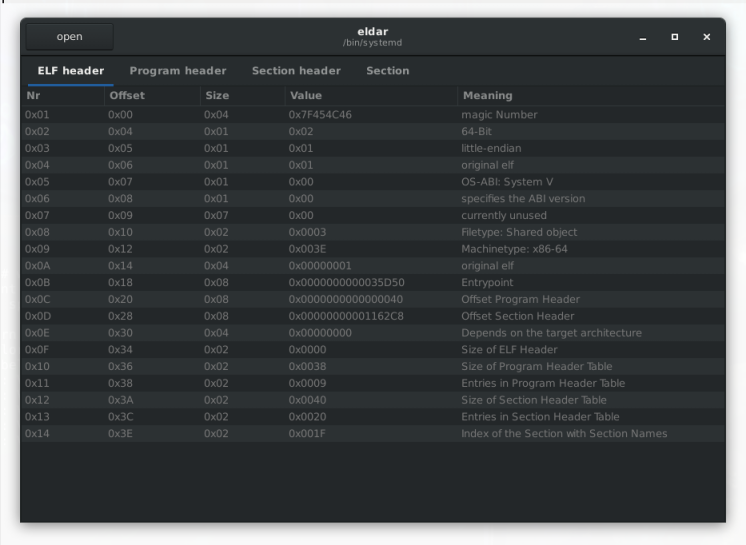 open
eldar
/bin/systemd
ELF header Program header Section header Section
Nr Offset Size Value Meaning
0x01 0x00 0x04 0x7F454C46 magic Number
0x02 0x04 0x01 0x02 64-Bit
0x03 0x05 0x01 0x01 little-endian
0x04 0x06 0x01 0x01 original elf
0x05 0x07 0x01 0x00 OS-ABI: System V
0x06 0x08 0x01 0x00 specifies the ABI version
0x07 0x09 0x07 0x00 currently unused
0x08 0x10 0x02 0x0003 Filetype: Shared object
0x09 0x12 0x02 0x003E Machinetype: x86-64
0x0A 0x14 0x04 0x00000001 original elf
0x0B 0x18 0x08 0x0000000000035D50 Entrypoint
0x0C 0x20 0x08 0x0000000000000040 Offset Program Header
0x0D 0x28 0x08 0x00000000001162C8 Offset Section Header
0x0E 0x30 0x04 0x00000000 Depends on the target architecture
0x0F 0x34 0x02 0x0000 Size of ELF Header
0x10 0x36 0x02 0x0038 Size of Program Header Table
0x11 0x38 0x02 0x0009 Entries in Program Header Table
0x12 0x3A 0x02 0x0040 Size of Section Header Table
0x13 0x3C 0x02 0x0020 Entries in Section Header Table
0x14 0x3E 0x02 0x001F Index of the Section with Section Names